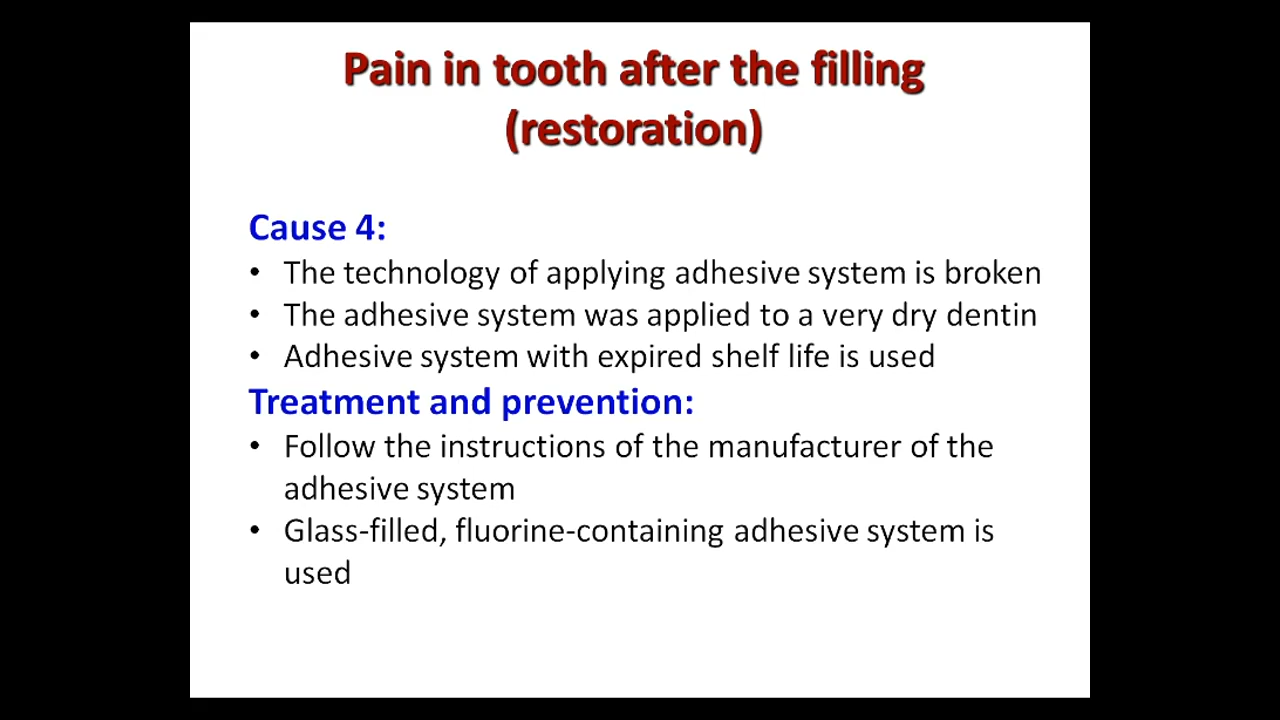 Pain in tooth after the filling
(restoration)
Cause 4:
• The technology of applying adhesive system is broken
• The adhesive system was applied to a very dry dentin
• Adhesive system with expired shelf life is used
Treatment and prevention:
• Follow the instructions of the manufacturer of the
adhesive system
• Glass-filled, fluorine-containing adhesive system is
used